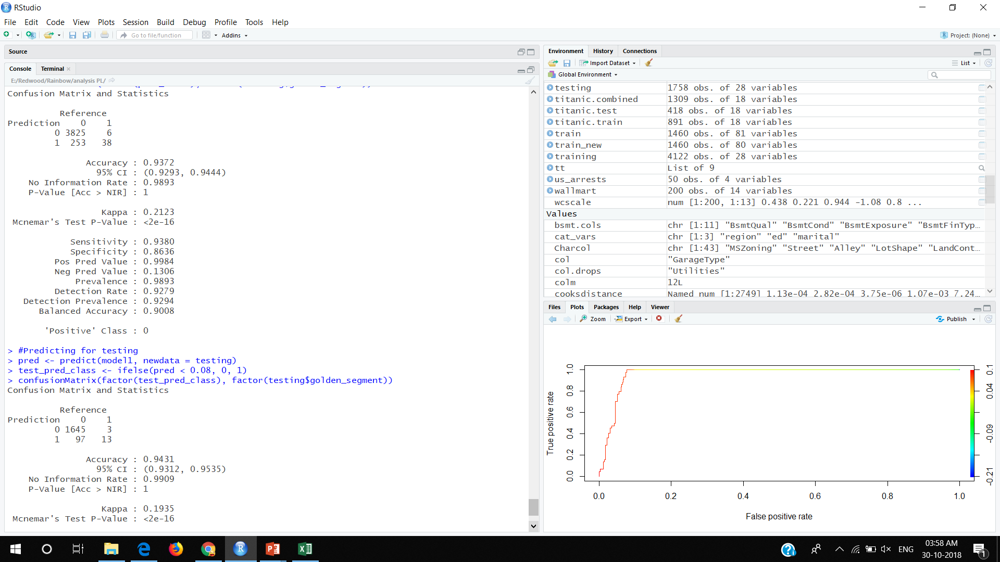 RStudio
File Edit Code View Plots Session Build Debug Profile Tools Help
Go to file/function Addins Project: (None)
Source
Console Terminal
E:/Redwood/Rainbow/analysis PL/
Confusion Matrix and Statistics
Reference
Prediction 0 1
0 3825 6
1 253 38
Accuracy : 0.9372
95% CI : (0.9293, 0.9444)
No Information Rate : 0.9893
P-Value [Acc > NIR] : 1
Kappa : 0.2123
Mcnemar's Test P-Value : <2e-16
Sensitivity : 0.9380
Specificity : 0.8636
Pos Pred Value : 0.9984
Neg Pred Value : 0.1306
Prevalence : 0.9893
Detection Rate : 0.9279
Detection Prevalence : 0.9294
Balanced Accuracy : 0.9008
'Positive' Class : 0
> #Predicting for testing
> pred <- predict(model1, newdata = testing)
> test_pred_class <- ifelse(pred < 0.08, 0, 1)
> confusionMatrix(factor(test_pred_class), factor(testing$golden_segment))
Confusion Matrix and Statistics
Reference
Prediction 0 1
0 1645 3
1 97 13
Accuracy : 0.9431
95% CI : (0.9312, 0.9535)
No Information Rate : 0.9909
P-Value [Acc > NIR] : 1
Kappa : 0.1935
Mcnemar's Test P-Value : <2e-16
Environment History Connections
Import Dataset List
Global Environment
testing 1758 obs. of 28 variables
titanic.combined 1309 obs. of 18 variables
titanic.test 418 obs. of 18 variables
titanic.train 891 obs. of 18 variables
train 1460 obs. of 81 variables
train_new 1460 obs. of 80 variables
training 4122 obs. of 28 variables
tt List of 9
us_arrests 50 obs. of 4 variables
wallmart 200 obs. of 14 variables
wcscale num [1:200, 1:13] 0.438 0.221 0.944 -1.08 0.8 ...
Values
bsmt.cols chr [1:11] "BsmtQual" "BsmtCond" "BsmtExposure" "BsmtFinTyp…
cat_vars chr [1:3] "region" "ed" "marital"
Charcol chr [1:43] "MSZoning" "Street" "Alley" "LotShape" "LandCont…
col "GarageType"
col.drops "Utilities"
colm 12L
cooksdistance Named num [1:2749] 1.13e-04 2.82e-04 3.75e-06 1.07e-03 7.24…
Files Plots Packages Help Viewer
Zoom Export Publish
True positive rate
1.0
0.8
0.6
0.4
0.2
0.0
0.0 0.2 0.4 0.6 0.8 1.0
False positive rate
0.1
0.04
-0.09
-0.21
ENG
03:58 AM
30-10-2018
1